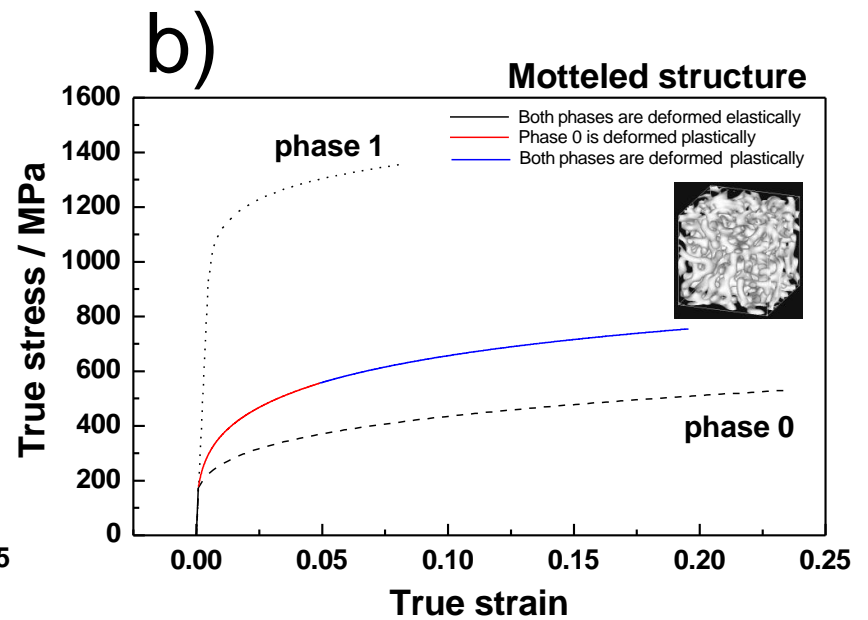 b)
Motteled structure
1600
1400
1200
1000
800
600
400
200
0
True stress / MPa
Both phases are deformed elastically
Phase 0 is deformed plastically
Both phases are deformed plastically
phase 1
phase 0
5
0.00 0.05 0.10 0.15 0.20 0.25
True strain